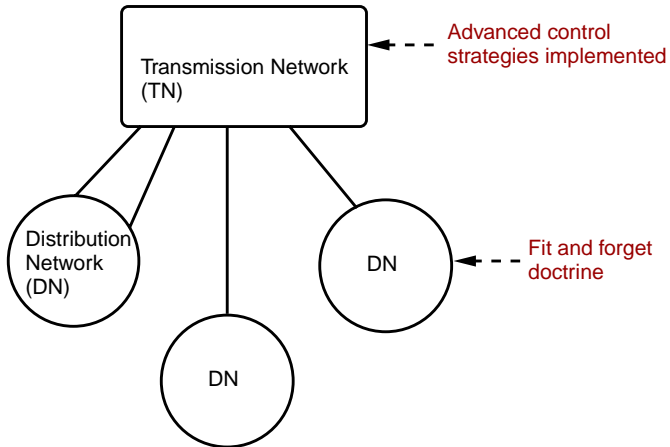 Advanced control
strategies implemented
Transmission Network
(TN)
Distribution
Network
(DN)
DN
Fit and forget
doctrine
DN